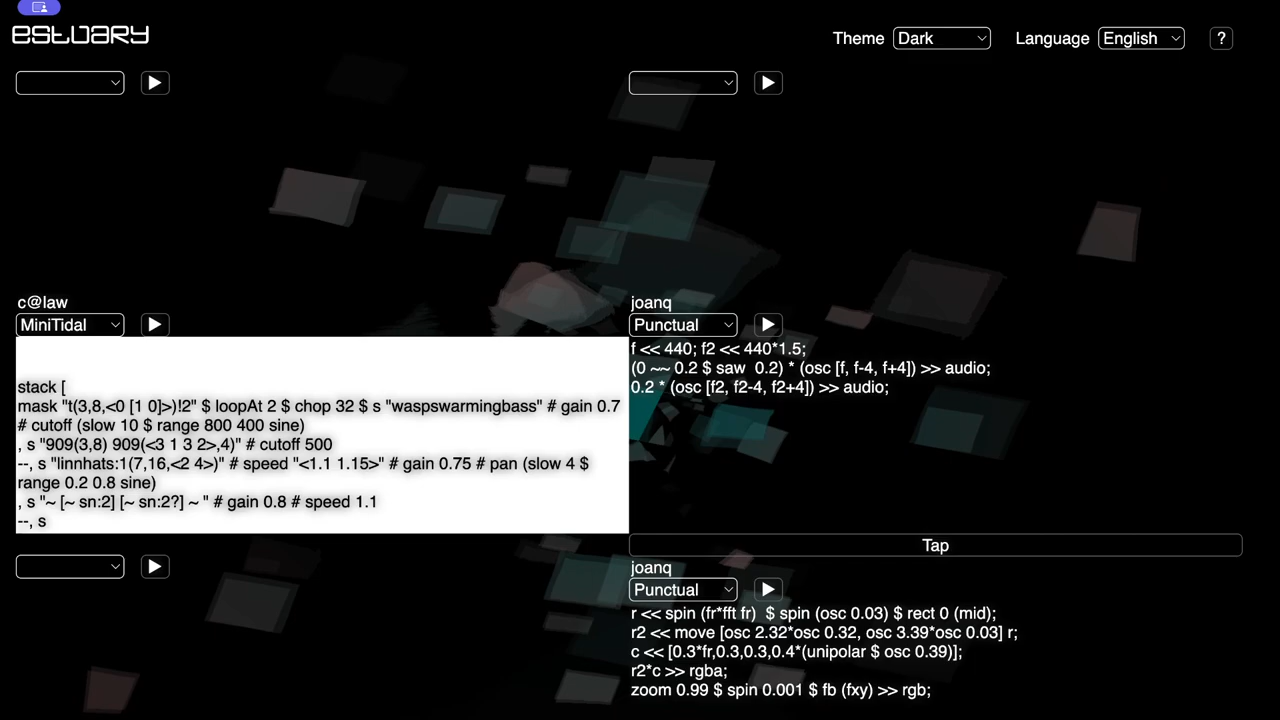 estuary
Theme Dark Language English ?
c@law
MiniTidal
stack [
mask "t(3,8,<0 [1 0]>)!2" $ loopAt 2 $ chop 32 $ s "waspswarmingbass" # gain 0.7
# cutoff (slow 10 $ range 800 400 sine)
, s "909(3,8) 909(<3 1 3 2>,4)" # cutoff 500
--, s "linnhats:1(7,16,<2 4>)" # speed "<1.1 1.15>" # gain 0.75 # pan (slow 4 $
range 0.2 0.8 sine)
, s "~ [~ sn:2] [~ sn:2?] ~ " # gain 0.8 # speed 1.1
--, s
joanq
Punctual
f << 440; f2 << 440*1.5;
(0 ~~ 0.2 $ saw  0.2) * (osc [f, f-4, f+4]) >> audio;
0.2 * (osc [f2, f2-4, f2+4]) >> audio;
Tap
joanq
Punctual
r << spin (fr*fft fr)  $ spin (osc 0.03) $ rect 0 (mid);
r2 << move [osc 2.32*osc 0.32, osc 3.39*osc 0.03] r;
c << [0.3*fr,0.3,0.3,0.4*(unipolar $ osc 0.39)];
r2*c >> rgba;
zoom 0.99 $ spin 0.001 $ fb (fxy) >> rgb;